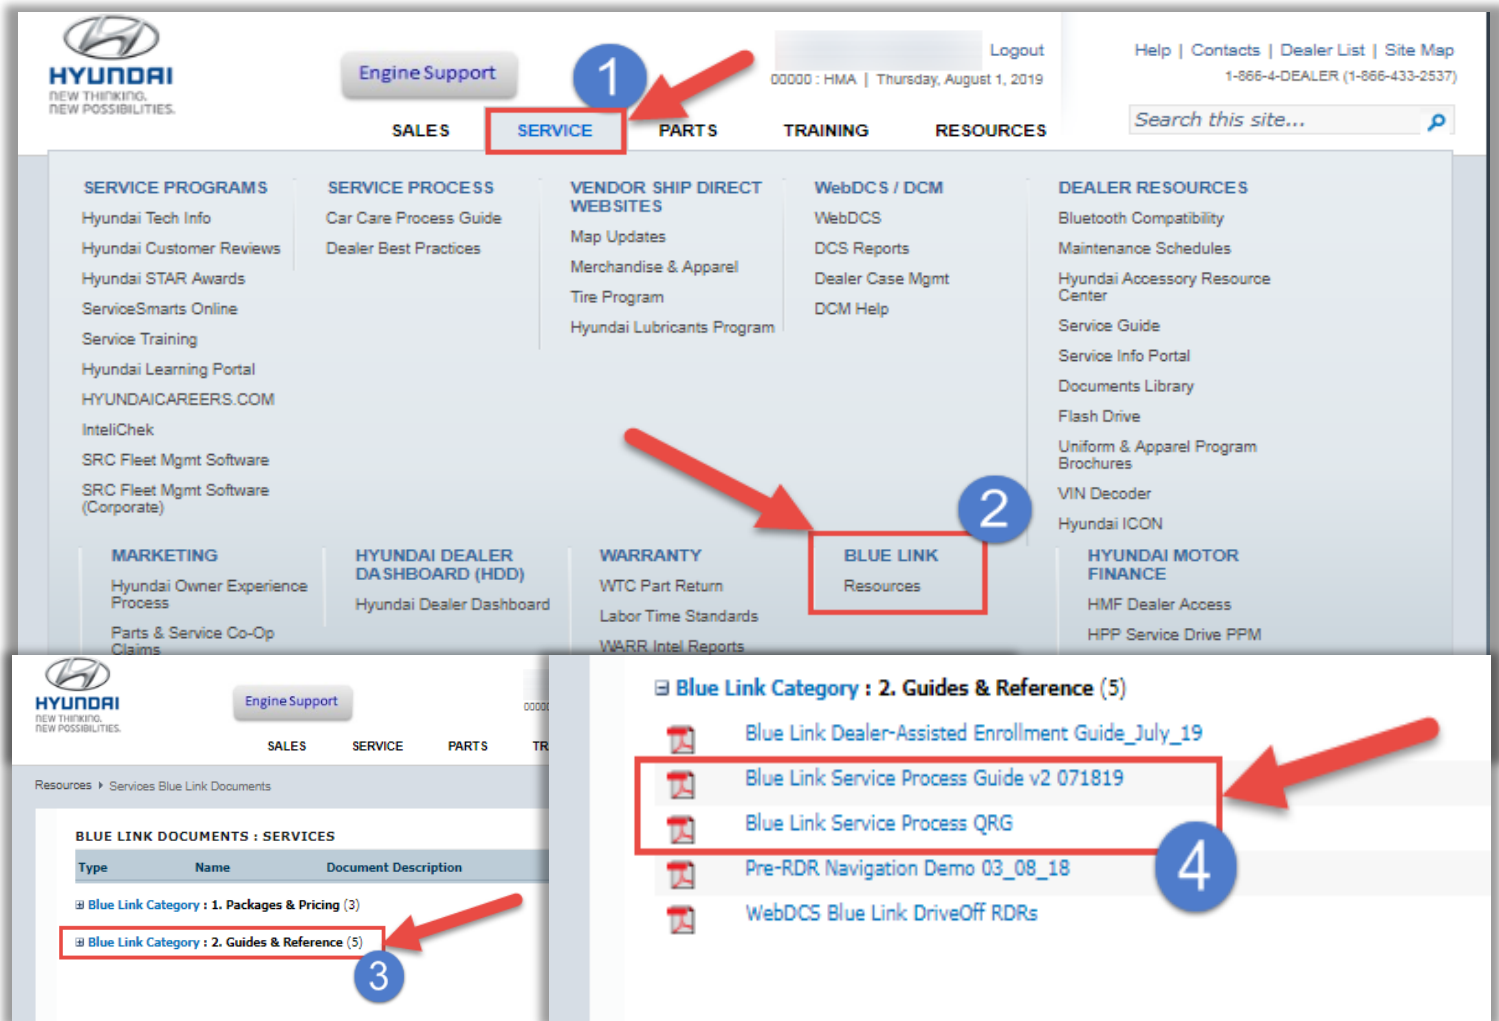 HYUNDAI
NEW THINKING.
NEW POSSIBILITIES.
Engine Support
1
Logout
00000 : HMA | Thursday, August 1, 2019
Help | Contacts | Dealer List | Site Map
1-866-4-DEALER (1-866-433-2537)
Search this site...
SALES SERVICE PARTS TRAINING RESOURCES
SERVICE PROGRAMS
Hyundai Tech Info
Hyundai Customer Reviews
Hyundai STAR Awards
ServiceSmarts Online
Service Training
Hyundai Learning Portal
HYUNDAICAREERS.COM
InteliChek
SRC Fleet Mgmt Software
SRC Fleet Mgmt Software
(Corporate)
SERVICE PROCESS
Car Care Process Guide
Dealer Best Practices
VENDOR SHIP DIRECT
WEBSITES
Map Updates
Merchandise & Apparel
Tire Program
Hyundai Lubricants Program
WebDCS / DCM
WebDCS
DCS Reports
Dealer Case Mgmt
DCM Help
DEALER RESOURCES
Bluetooth Compatibility
Maintenance Schedules
Hyundai Accessory Resource
Center
Service Guide
Service Info Portal
Documents Library
Flash Drive
Uniform & Apparel Program
Brochures
VIN Decoder
Hyundai ICON
MARKETING
Hyundai Owner Experience
Process
Parts & Service Co-Op
Claims
HYUNDAI DEALER
DASHBOARD (HDD)
Hyundai Dealer Dashboard
WARRANTY
WTC Part Return
Labor Time Standards
WARR Intel Reports
2
BLUE LINK
Resources
HYUNDAI MOTOR
FINANCE
HMF Dealer Access
HPP Service Drive PPM
HYUNDAI
NEW THINKING.
NEW POSSIBILITIES.
Engine Support
0000
SALES SERVICE PARTS TR
Resources Services Blue Link Documents
BLUE LINK DOCUMENTS : SERVICES
Type Name Document Description
Blue Link Category : 1. Packages & Pricing (3)
Blue Link Category : 2. Guides & Reference (5)
3
Blue Link Category : 2. Guides & Reference (5)
Blue Link Dealer-Assisted Enrollment Guide_July_19
Blue Link Service Process Guide v2 071819
Blue Link Service Process QRG
Pre-RDR Navigation Demo 03_08_18
WebDCS Blue Link DriveOff RDRs
4